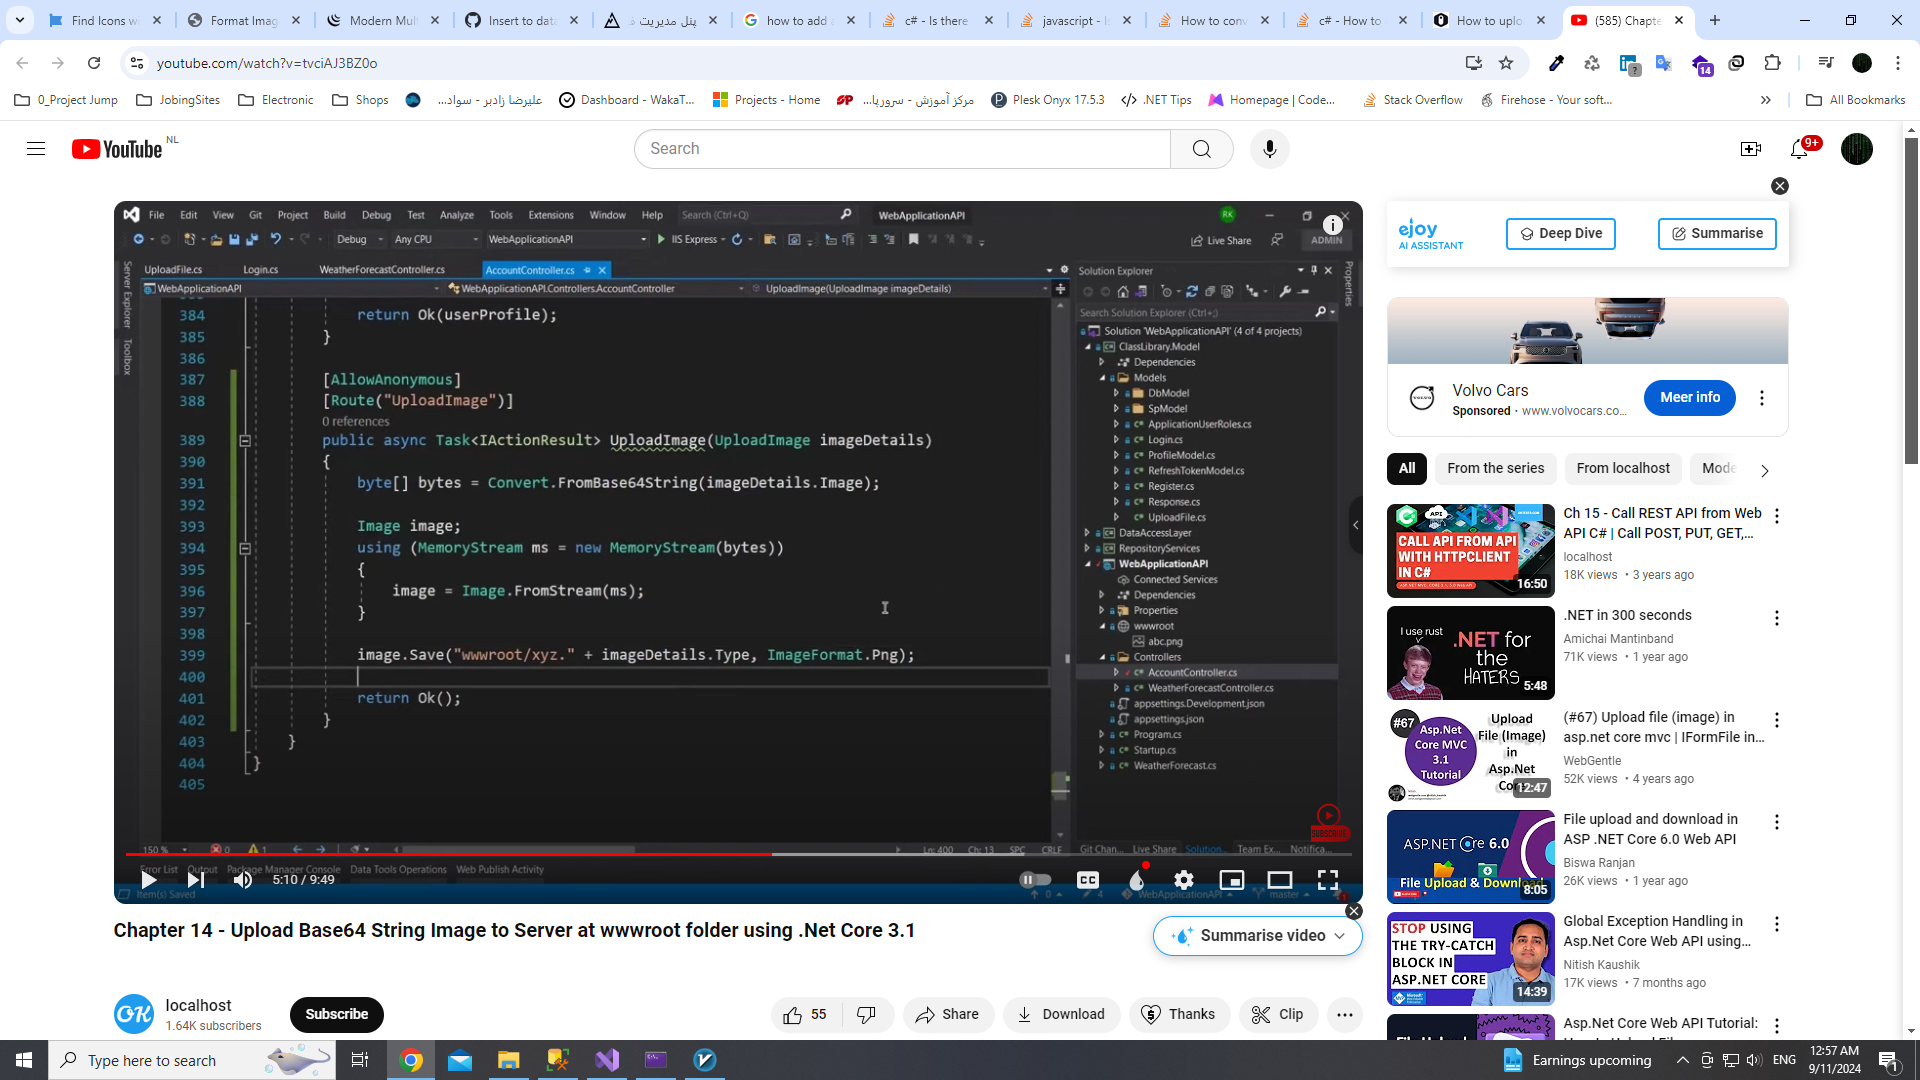 Find Icons w
Format Imag
Modern Mul
Insert to dat
پنل مدیریت
how to add
c# - Is there
javascript - Is
How to conv
c# - How to
How to uplo
(585) Chapte
youtube.com/watch?v=tvciAJ3BZ0o
14
0_Project Jump
JobingSites
Electronic
Shops
علیرضا زادبر - سواد...
Dashboard - WakaT...
Projects - Home
مرکز آموزش - سرورپا...
Plesk Onyx 17.5.3
.NET Tips
Homepage | Code...
Stack Overflow
Firehose - Your soft...
All Bookmarks
YouTube NL
Search
9+
File Edit View Git Project Build Debug Test Analyze Tools Extensions Window Help
Search (Ctrl+Q)
WebApplicationAPI
RK
Debug
Any CPU
WebApplicationAPI
IIS Express
Live Share
ADMIN
Server Explorer
Toolbox
UploadFile.cs
Login.cs
WeatherForecastController.cs
AccountController.cs
WebApplicationAPI
WebApplicationAPI.Controllers.AccountController
UploadImage(UploadImage imageDetails)
384 return Ok(userProfile);
385 }
386
387 [AllowAnonymous]
388 [Route("UploadImage")]
0 references
389 public async Task<IActionResult> UploadImage(UploadImage imageDetails)
390 {
391 byte[] bytes = Convert.FromBase64String(imageDetails.Image);
392
393 Image image;
394 using (MemoryStream ms = new MemoryStream(bytes))
395 {
396 image = Image.FromStream(ms);
397 }
398
399 image.Save("wwwroot/xyz." + imageDetails.Type, ImageFormat.Png);
400
401 return Ok();
402 }
403 }
404 }
405
150 %
0
1
Ln: 400 Ch: 13 SPC CRLF
Error List Output Package Manager Console Data Tools Operations Web Publish Activity
Item(s) Saved
Solution Explorer
Properties
Search Solution Explorer (Ctrl+;)
Solution 'WebApplicationAPI' (4 of 4 projects)
ClassLibrary.Model
Dependencies
Models
DbModel
SpModel
ApplicationUserRoles.cs
Login.cs
ProfileModel.cs
RefreshTokenModel.cs
Register.cs
Response.cs
UploadFile.cs
DataAccessLayer
RepositoryServices
WebApplicationAPI
Connected Services
Dependencies
Properties
wwwroot
abc.png
Controllers
AccountController.cs
WeatherForecastController.cs
appsettings.Development.json
appsettings.json
Program.cs
Startup.cs
WeatherForecast.cs
SUBSCRIBE
Git Chan... Live Share Solution... Team Ex... Notifica...
WebApplicationAPI
master
5:10 / 9:49
CC
Chapter 14 - Upload Base64 String Image to Server at wwwroot folder using .Net Core 3.1
Summarise video
OK
localhost
1.64K subscribers
Subscribe
55
Share
Download
Thanks
Clip
ejoy
AI ASSISTANT
Deep Dive
Summarise
Volvo Cars
Sponsored · www.volvocars.co...
Meer info
All
From the series
From localhost
Mode
CALL API FROM API
WITH HTTPCLIENT
IN C#
16:50
Ch 15 - Call REST API from Web
API C# | Call POST, PUT, GET,...
localhost
18K views • 3 years ago
I use rust
.NET for
the
HATERS
5:48
.NET in 300 seconds
Amichai Mantinband
71K views • 1 year ago
#67
Asp.Net
Core MVC
3.1
Tutorial
Upload
File (Image)
in
Asp.Net
12:47
(#67) Upload file (image) in
asp.net core mvc | IFormFile in...
WebGentle
52K views • 4 years ago
ASP.NET Core 6.0
File Upload & Download
8:05
File upload and download in
ASP .NET Core 6.0 Web API
Biswa Ranjan
26K views • 1 year ago
STOP USING
THE TRY-CATCH
BLOCK IN
ASP.NET CORE
14:39
Global Exception Handling in
Asp.Net Core Web API using...
Nitish Kaushik
17K views • 7 months ago
Asp.Net Core Web API Tutorial:
Type here to search
Earnings upcoming
ENG
12:57 AM
9/11/2024
1